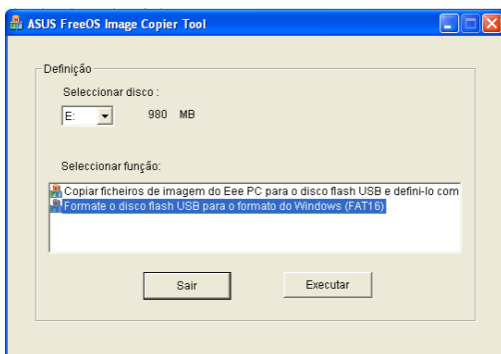 ASUS FreeOS Image Copier Tool
Definição
Seleccionar disco :
E: 980 MB
Seleccionar função:
Copiar ficheiros de imagem do Eee PC para o disco flash USB e defini-lo com
Formate o disco flash USB para o formato do Windows (FAT16)
Sair Executar